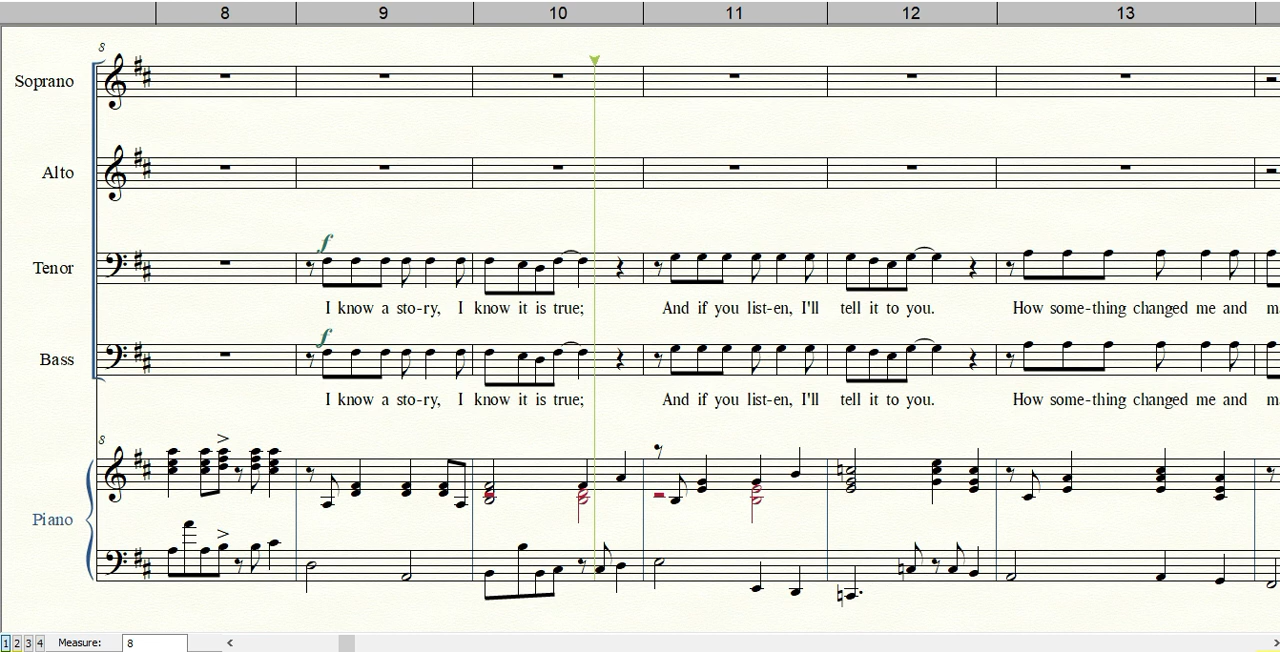 8 9 10 11 12 13
8
Soprano
Alto
f
Tenor
I know a sto-ry, I know it is true; And if you list-en, I'll tell it to you. How some-thing changed me and m
f
Bass
I know a sto-ry, I know it is true; And if you list-en, I'll tell it to you. How some-thing changed me and m
8
Piano
1 2 3 4 Measure: 8